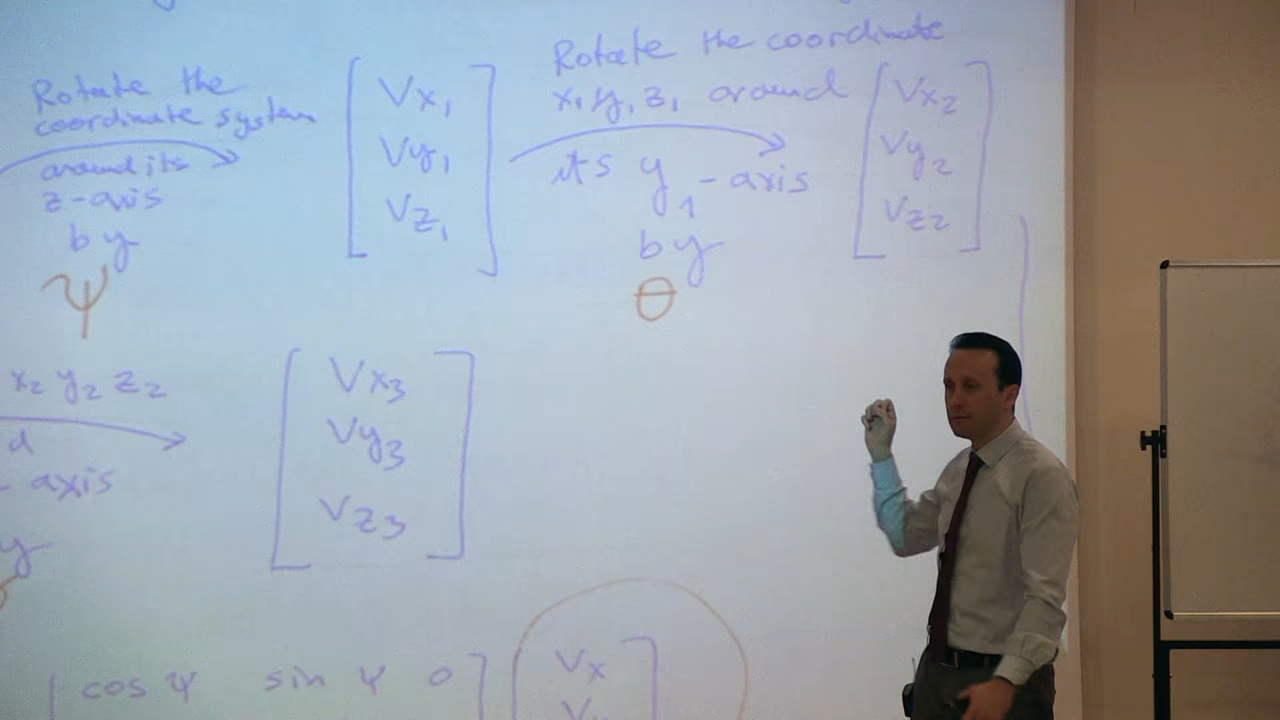 Rotate the
coordinate system
around its
z-axis
by
ψ
Vx1
Vy1
Vz1
Rotate the coordinate
x1 y1 z1 around
its y1-axis
by
θ
Vx2
Vy2
Vz2
x2 y2 z2
d
- axis
y
Vx3
Vy3
Vz3
cos ψ sin ψ 0
Vx